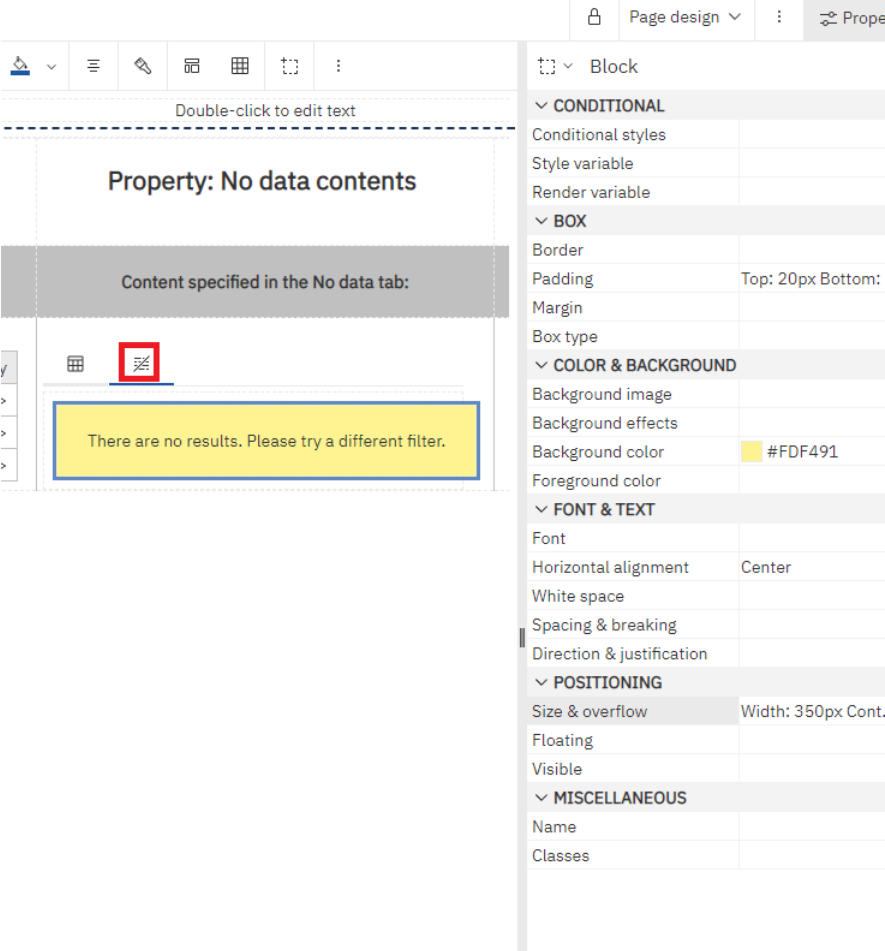 Page design
Prope
Block
Double-click to edit text
Property: No data contents
Content specified in the No data tab:
y
>
>
>
There are no results. Please try a different filter.
CONDITIONAL
Conditional styles
Style variable
Render variable
BOX
Border
Padding Top: 20px Bottom:
Margin
Box type
COLOR & BACKGROUND
Background image
Background effects
Background color #FDF491
Foreground color
FONT & TEXT
Font
Horizontal alignment Center
White space
Spacing & breaking
Direction & justification
POSITIONING
Size & overflow Width: 350px Cont.
Floating
Visible
MISCELLANEOUS
Name
Classes